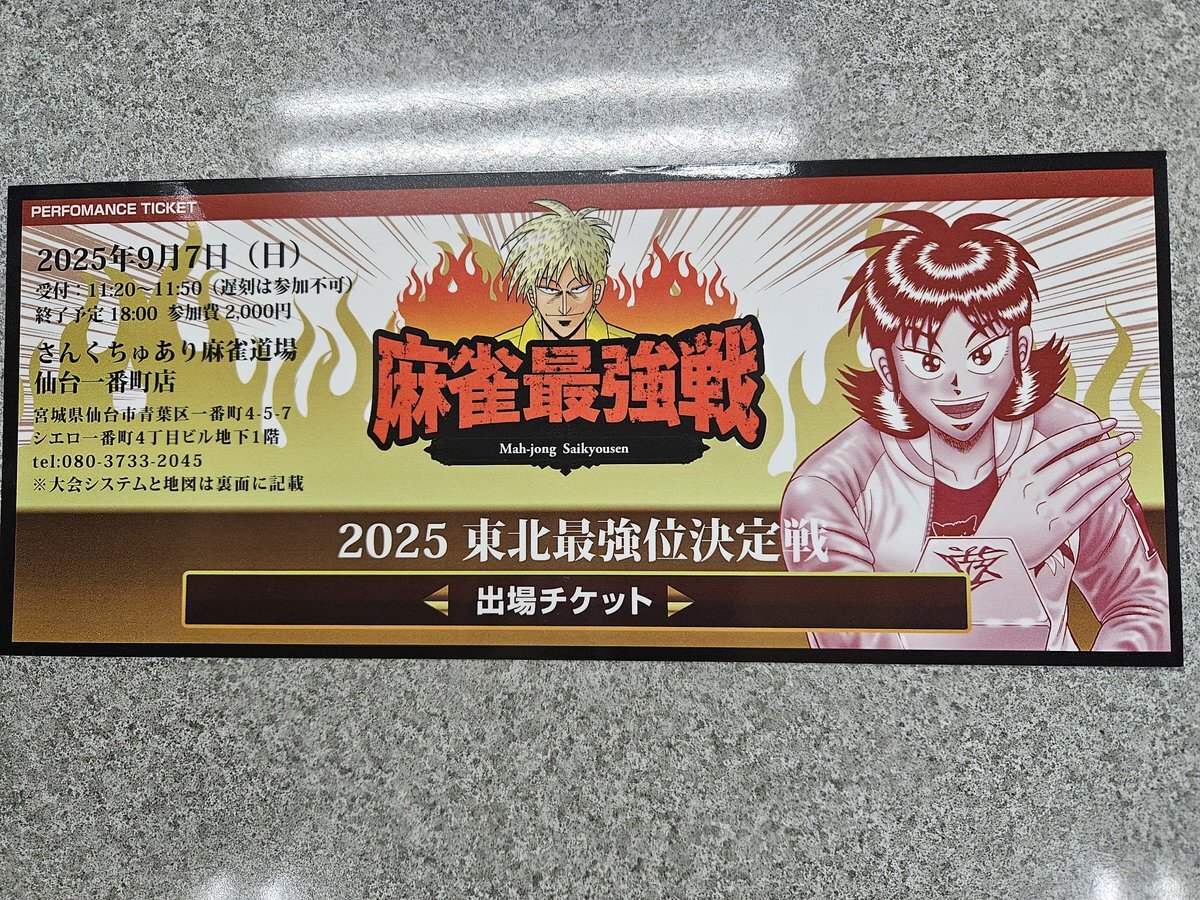 PERFOMANCE TICKET
2025年9月7日（日）
受付：11:20～11:50（遅刻は参加不可）
終了予定 18:00 参加費 2,000円
さんくちゅあり麻雀道場
仙台一番町店
宮城県仙台市青葉区一番町4-5-7
シエロ一番町4丁目ビル地下1階
tel:080-3733-2045
※大会システムと地図は裏面に記載
麻雀最強戦
Mah-jong Saikyousen
2025 東北最強位決定戦
出場チケット